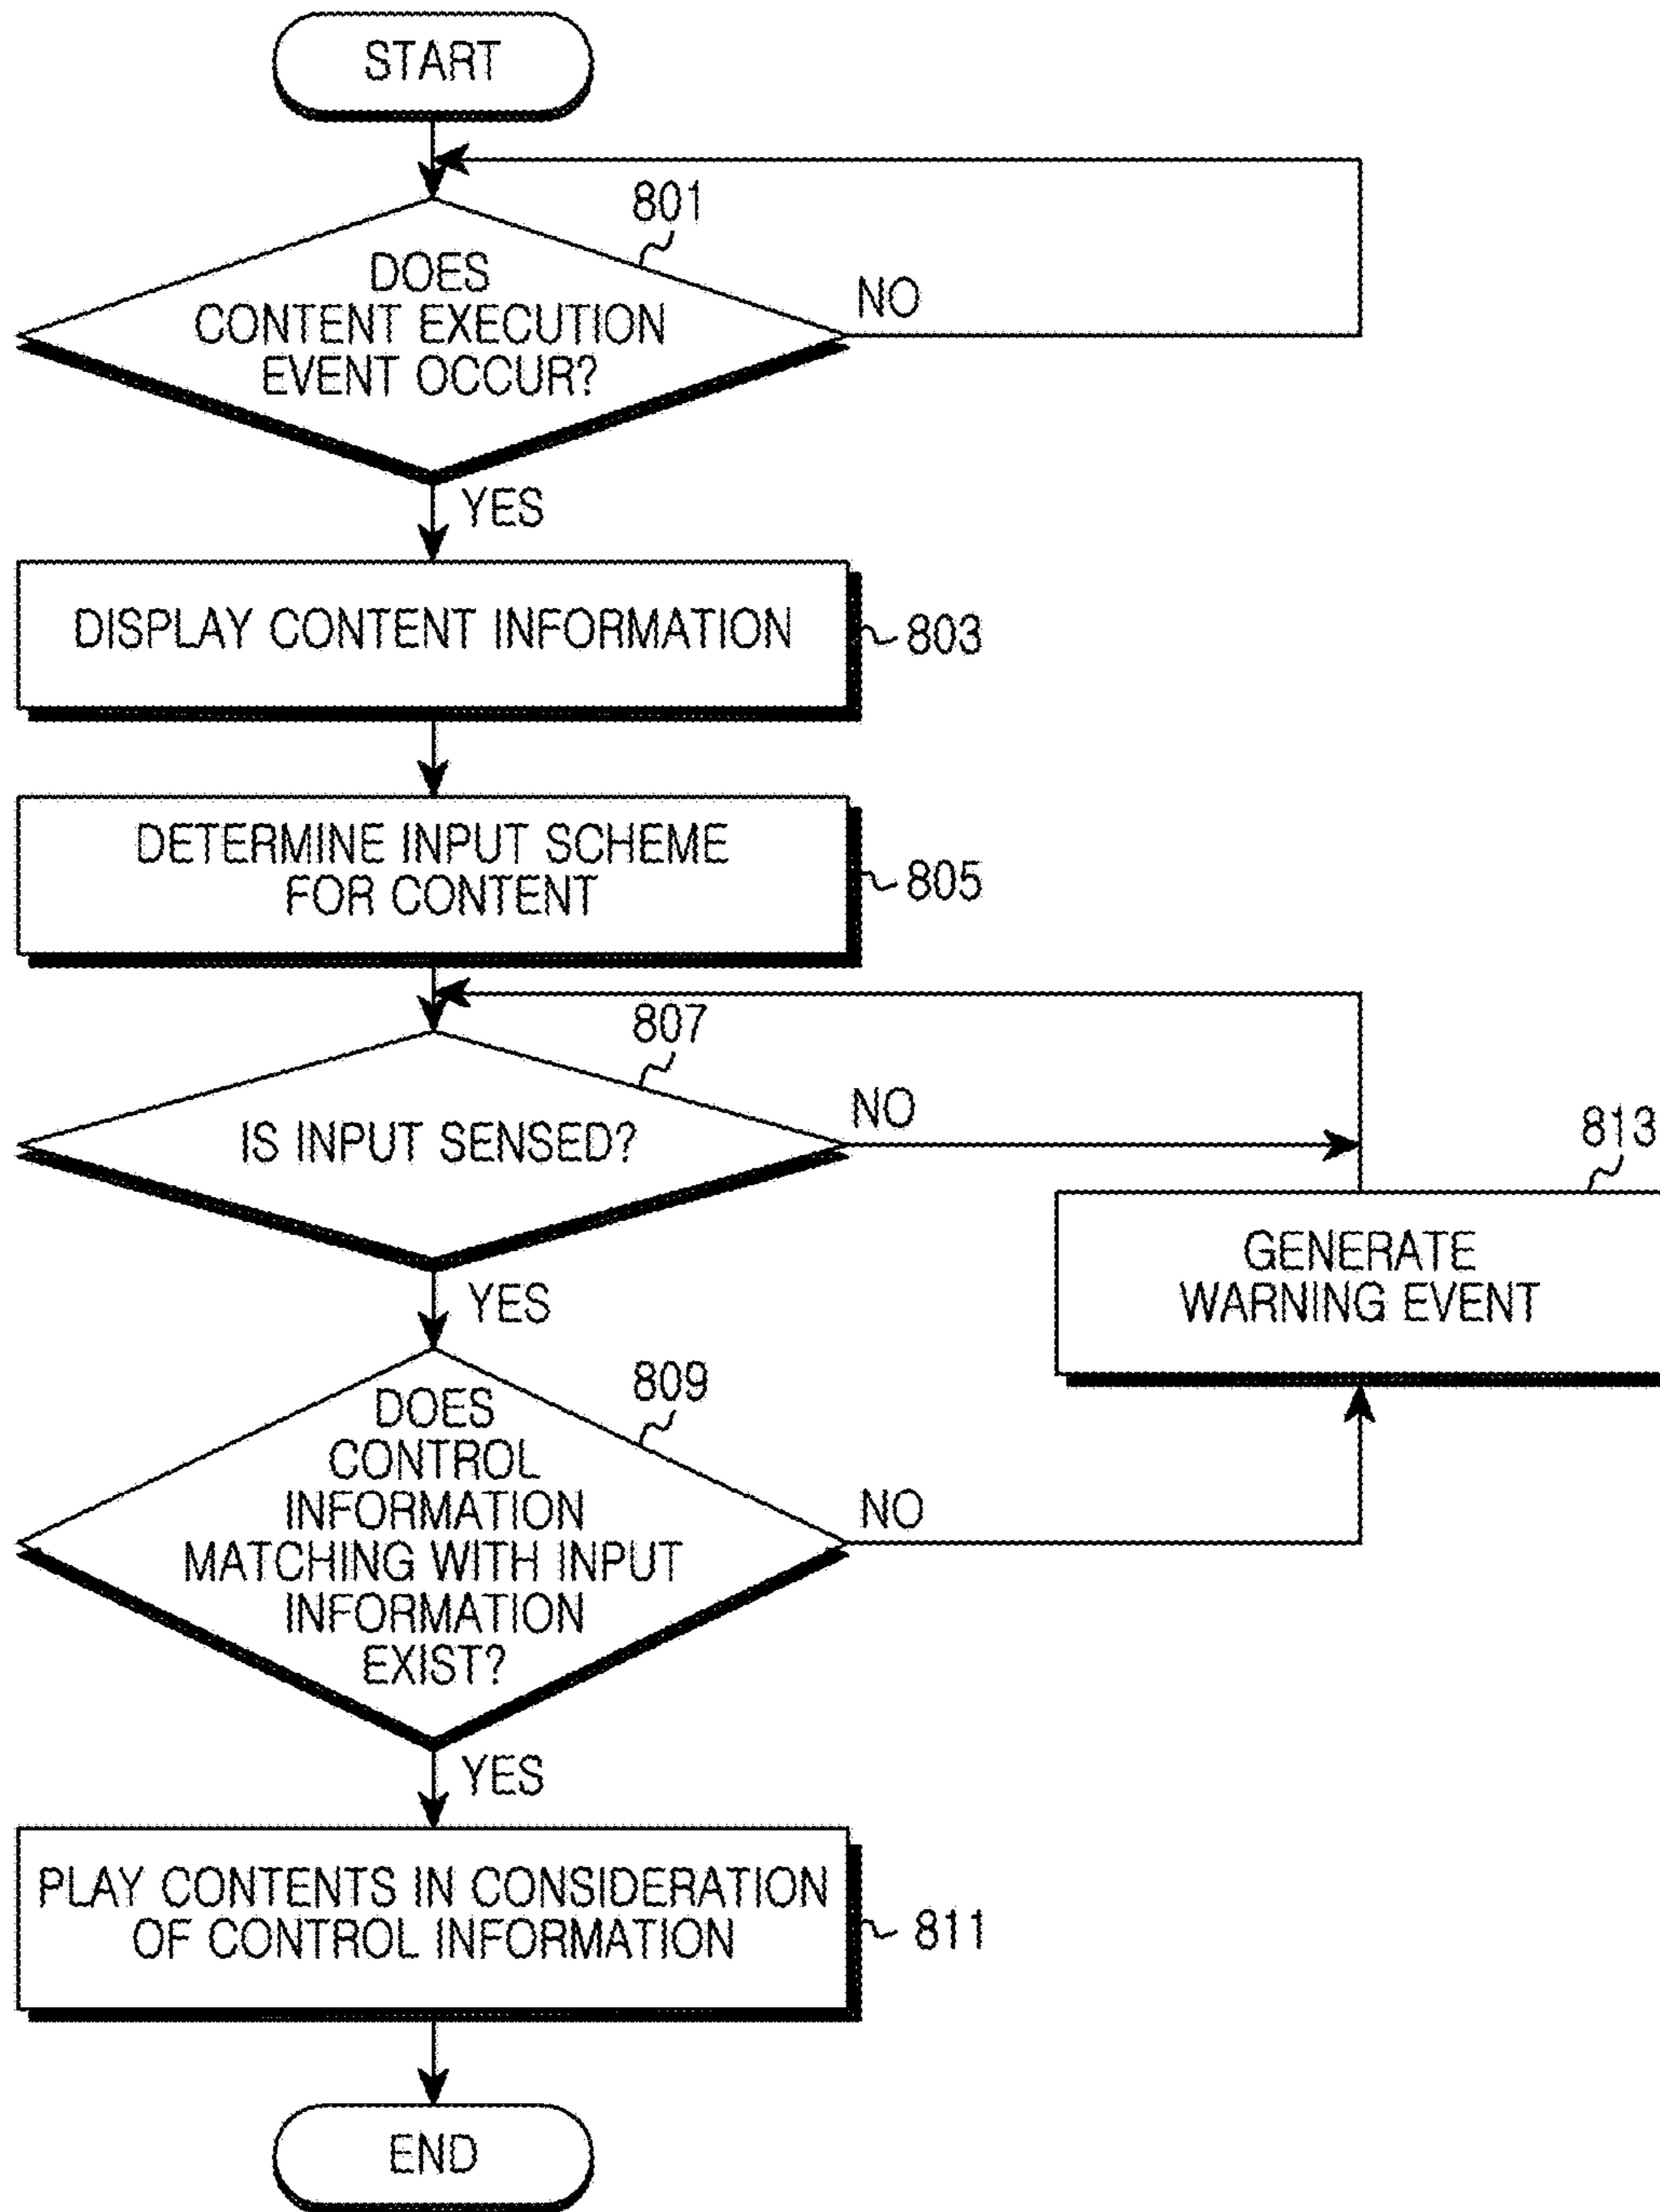 START
801
DOES
CONTENT EXECUTION
EVENT OCCUR?
NO
YES
DISPLAY CONTENT INFORMATION
803
DETERMINE INPUT SCHEME
FOR CONTENT
805
807
IS INPUT SENSED?
NO
YES
813
GENERATE
WARNING EVENT
809
DOES
CONTROL
INFORMATION
MATCHING WITH INPUT
INFORMATION
EXIST?
NO
YES
PLAY CONTENTS IN CONSIDERATION
OF CONTROL INFORMATION
811
END